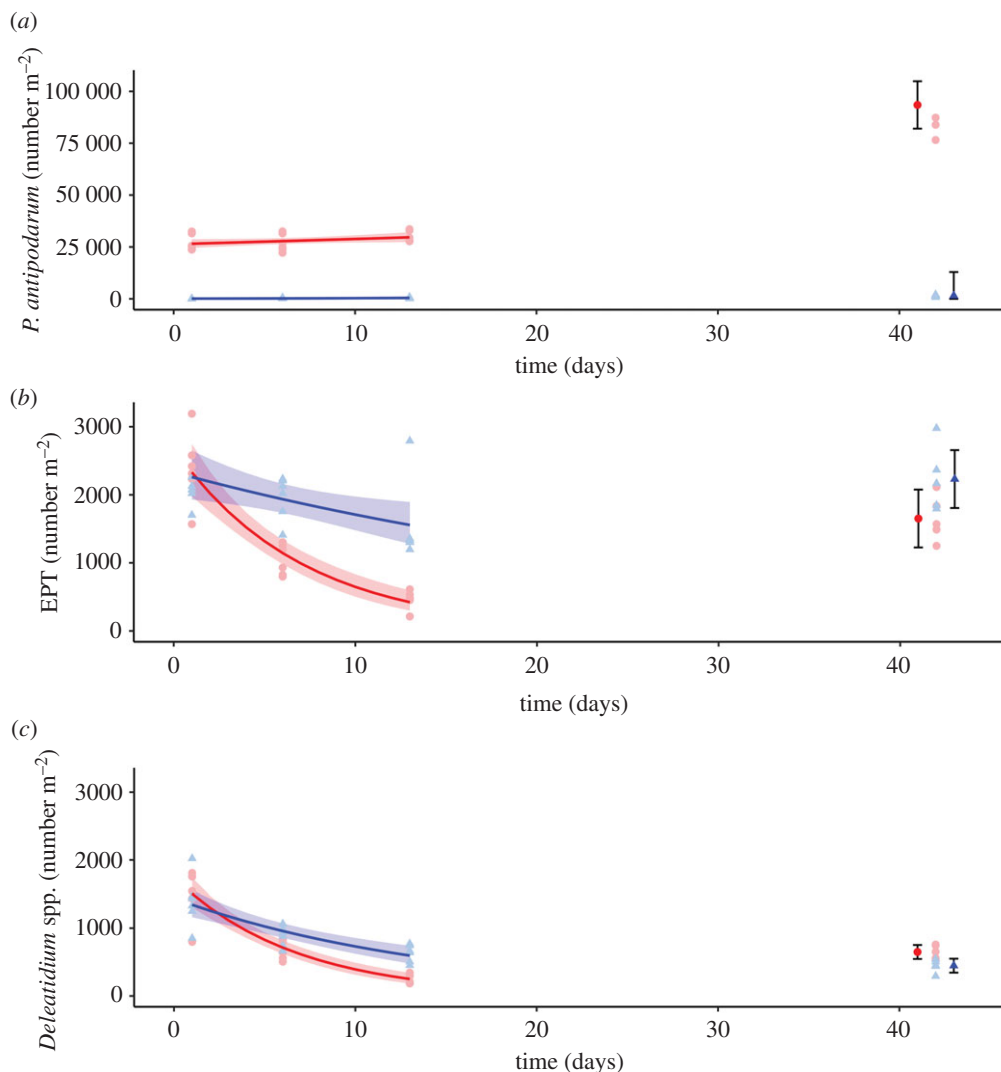 (a)
P. antipodarum (number m⁻²)
100 000
75 000
50 000
25 000
0
0 10 20 30 40
time (days)
(b)
EPT (number m⁻²)
3000
2000
1000
0
0 10 20 30 40
time (days)
(c)
Deleatidium spp. (number m⁻²)
3000
2000
1000
0
0 10 20 30 40
time (days)